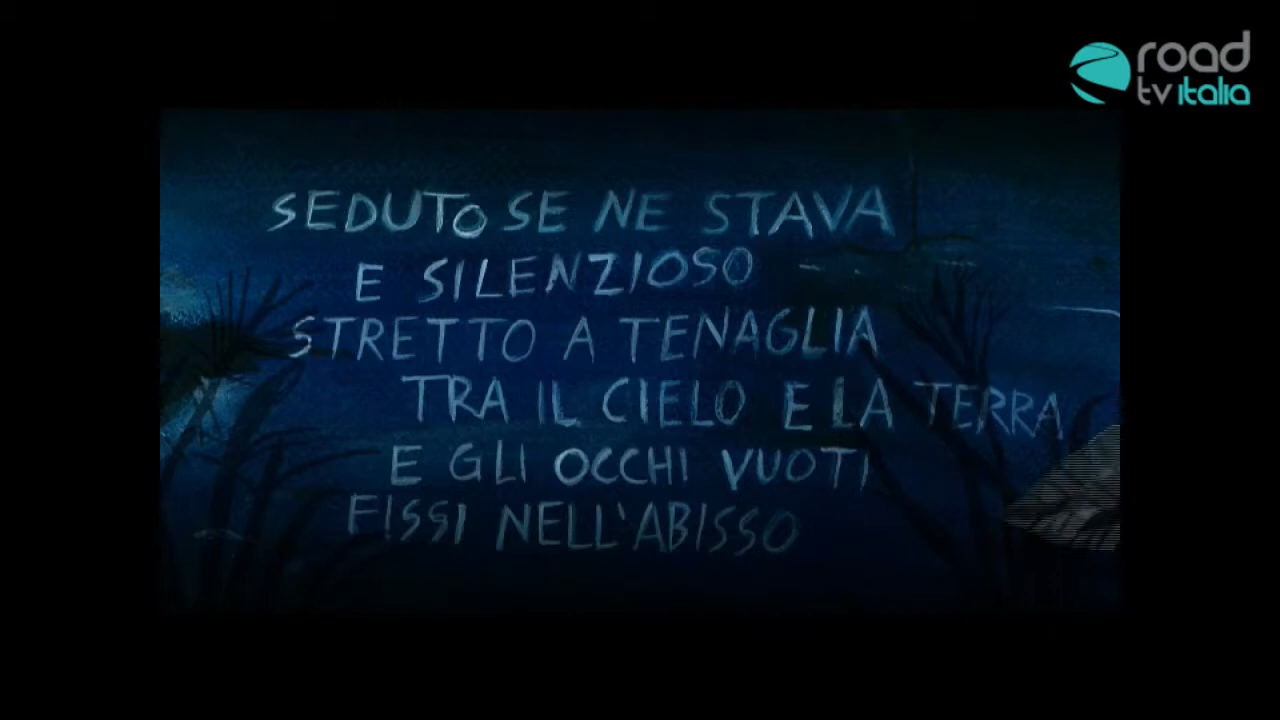 road
tv italia
SEDUTO SE NE STAVA
E SILENZIOSO
STRETTO A TENAGLIA
TRA IL CIELO E LA TERRA
E GLI OCCHI VUOTI
FISSI NELL'ABISSO